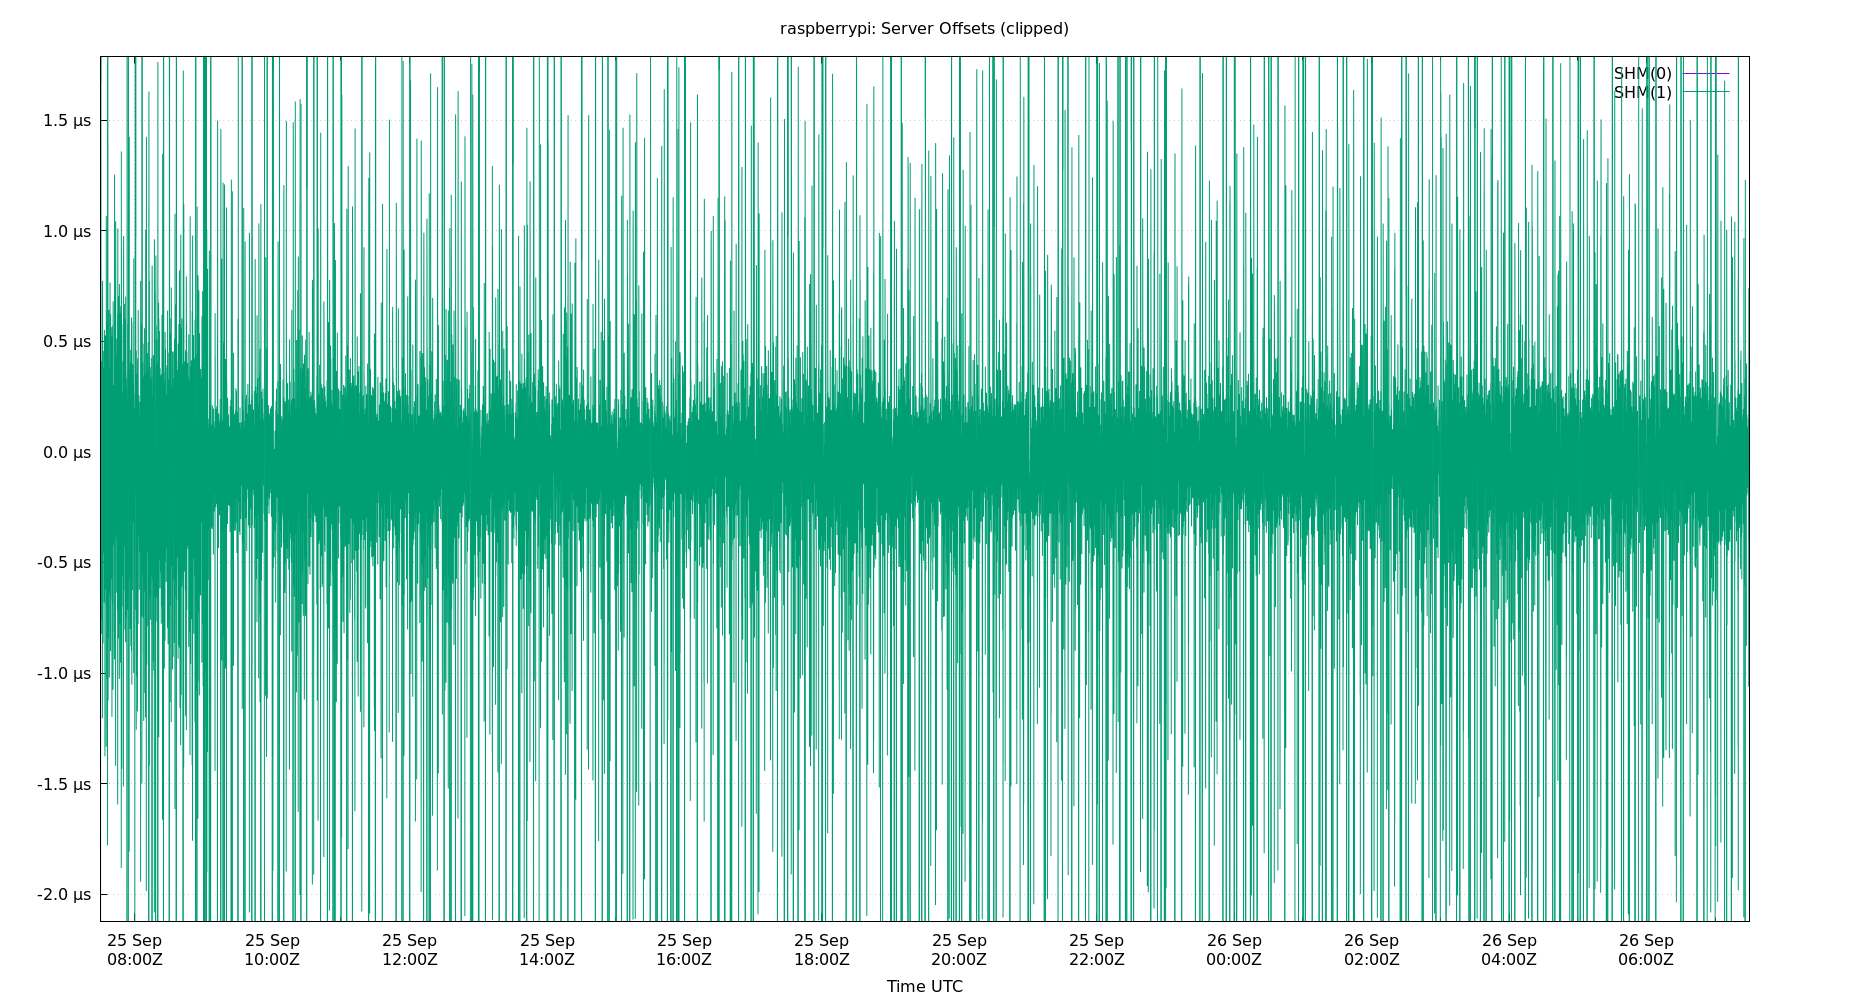 raspberrypi: Server Offsets (clipped)
SHM(0)
SHM(1)
1.5 µs
1.0 µs
0.5 µs
0.0 µs
-0.5 µs
-1.0 µs
-1.5 µs
-2.0 µs
25 Sep 25 Sep 25 Sep 25 Sep 25 Sep 25 Sep 25 Sep 25 Sep 26 Sep 26 Sep 26 Sep 26 Sep
08:00Z 10:00Z 12:00Z 14:00Z 16:00Z 18:00Z 20:00Z 22:00Z 00:00Z 02:00Z 04:00Z 06:00Z
Time UTC